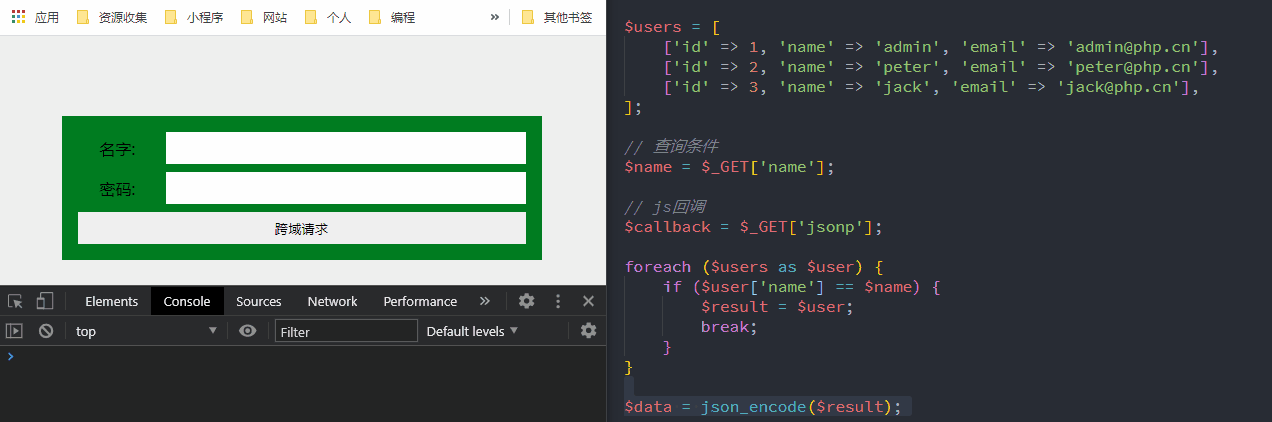 应用 资源收集 小程序 网站 个人 编程 » 其他书签
名字:
密码:
跨域请求
Elements Console Sources Network Performance »
top Filter Default levels
>
$users = [
['id' => 1, 'name' => 'admin', 'email' => 'admin@php.cn'],
['id' => 2, 'name' => 'peter', 'email' => 'peter@php.cn'],
['id' => 3, 'name' => 'jack', 'email' => 'jack@php.cn'],
];
// 查询条件
$name = $_GET['name'];
// js回调
$callback = $_GET['jsonp'];
foreach ($users as $user) {
if ($user['name'] == $name) {
$result = $user;
break;
}
}
$data = json_encode($result);